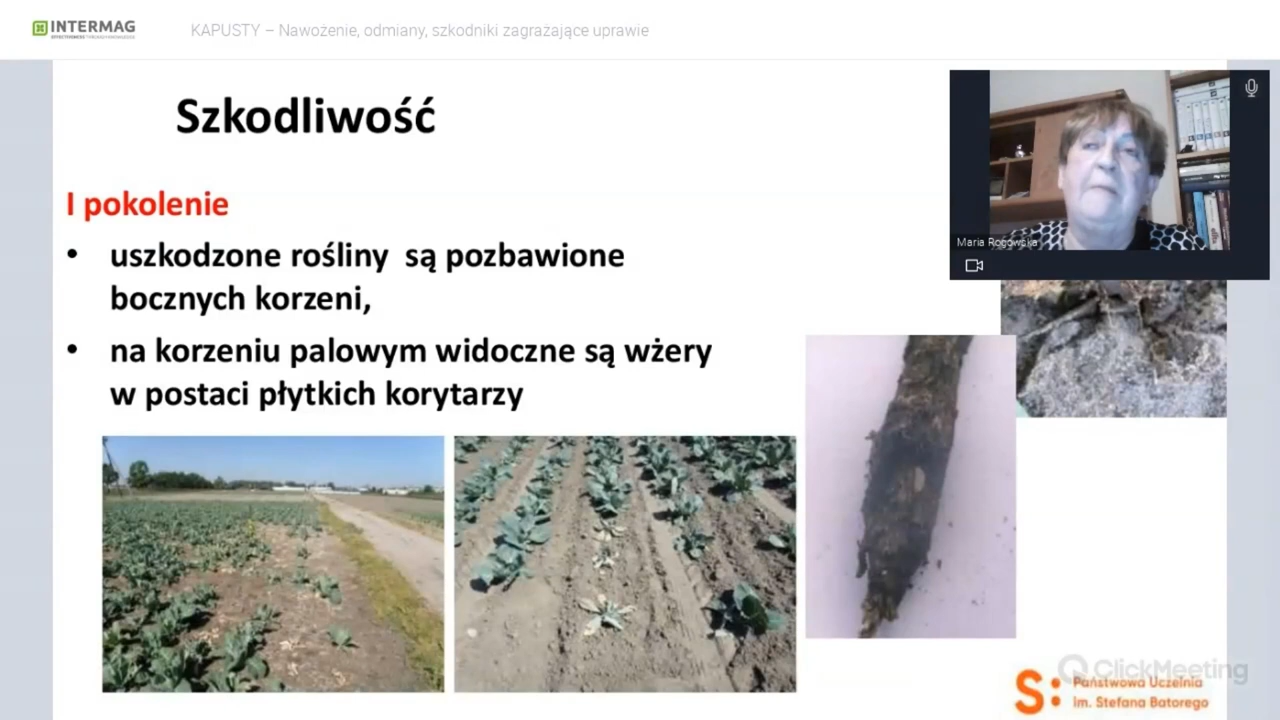 INTERMAG
KAPUSTY – Nawożenie, odmiany, szkodniki zagrażające uprawie
Szkodliwość
Maria Rogowska
I pokolenie
• uszkodzone rośliny są pozbawione
bocznych korzeni,
• na korzeniu palowym widoczne są wżery
w postaci płytkich korytarzy
ClickMeeting
S:
Państwowa Uczelnia
Im. Stefana Batorego